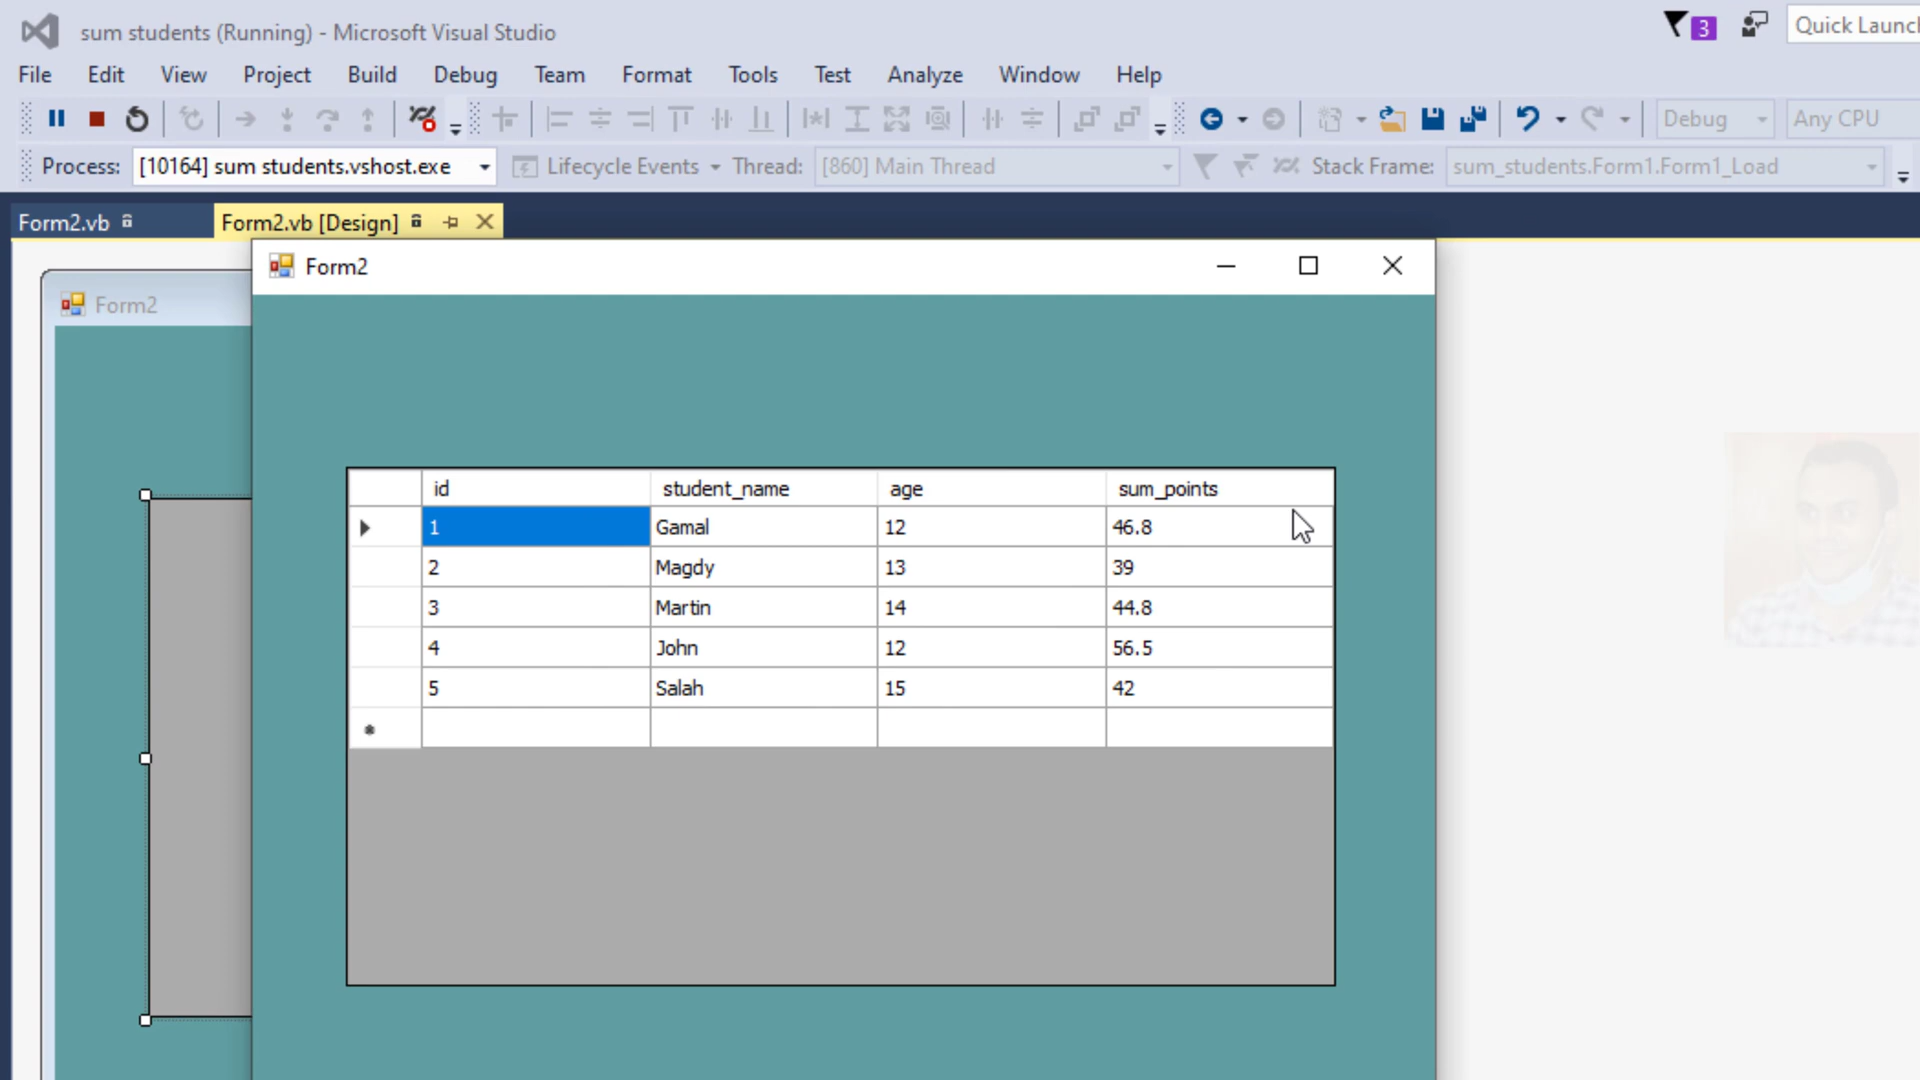 sum students (Running) - Microsoft Visual Studio
3
Quick Launch
File Edit View Project Build Debug Team Format Tools Test Analyze Window Help
Debug Any CPU
Process: [10164] sum students.vshost.exe Lifecycle Events Thread: [860] Main Thread Stack Frame: sum_students.Form1.Form1_Load
Form2.vb Form2.vb [Design]
Form2
Form2
id student_name age sum_points
1 Gamal 12 46.8
2 Magdy 13 39
3 Martin 14 44.8
4 John 12 56.5
5 Salah 15 42